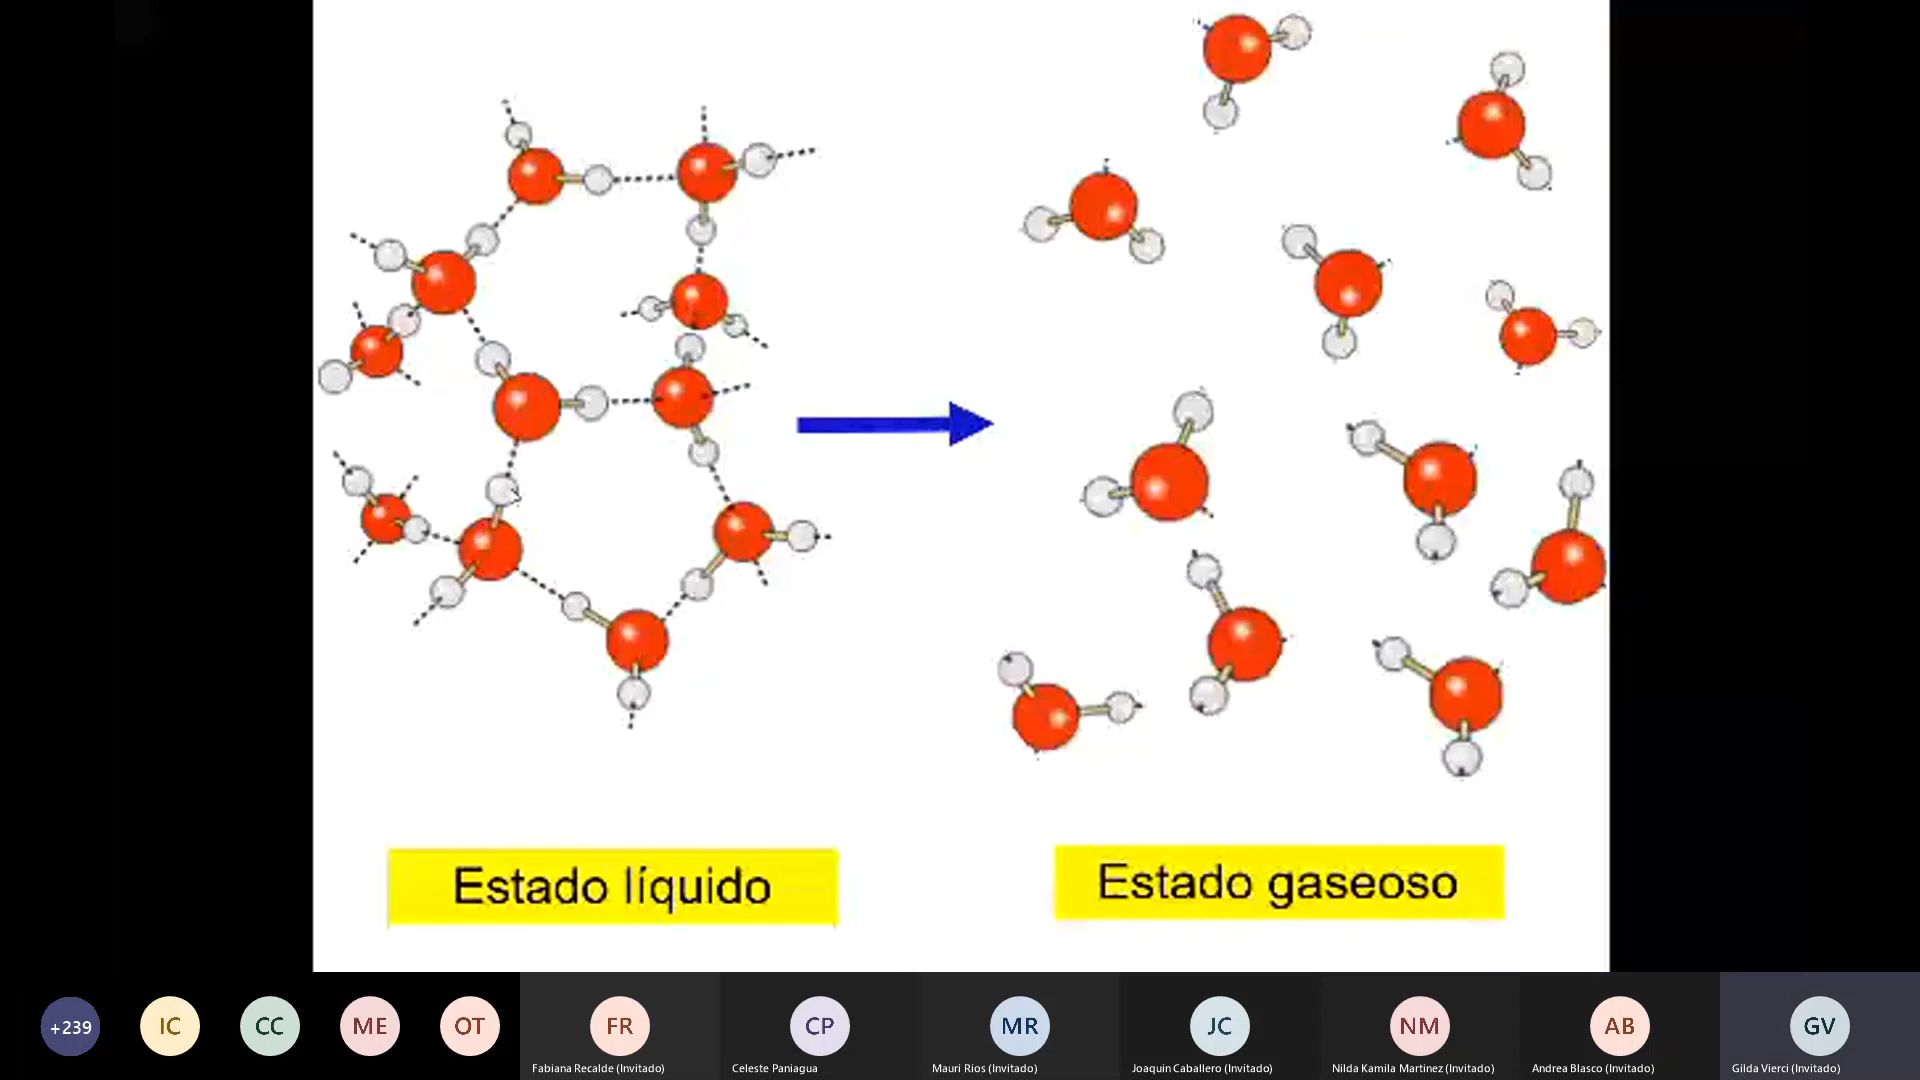 Estado líquido
Estado gaseoso
+239
IC
CC
ME
OT
FR
CP
MR
JC
NM
AB
GV
Fabiana Recalde (Invitado)
Celeste Paniagua
Mauri Rios (Invitado)
Joaquin Caballero (Invitado)
Nilda Kamila Martinez (Invitado)
Andrea Blasco (Invitado)
Gilda Vierci (Invitado)